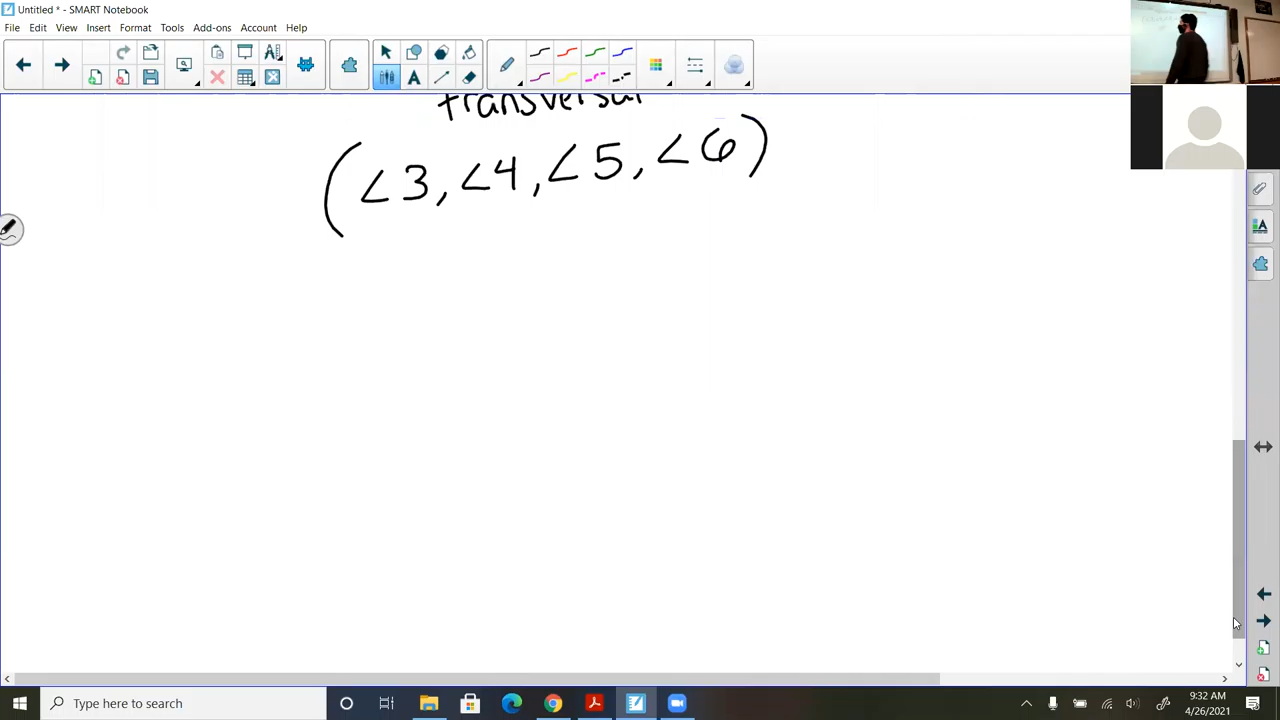 Untitled * - SMART Notebook
File Edit View Insert Format Tools Add-ons Account Help
transversal
(∠3, ∠4, ∠5, ∠6)
Type here to search
9:32 AM
4/26/2021